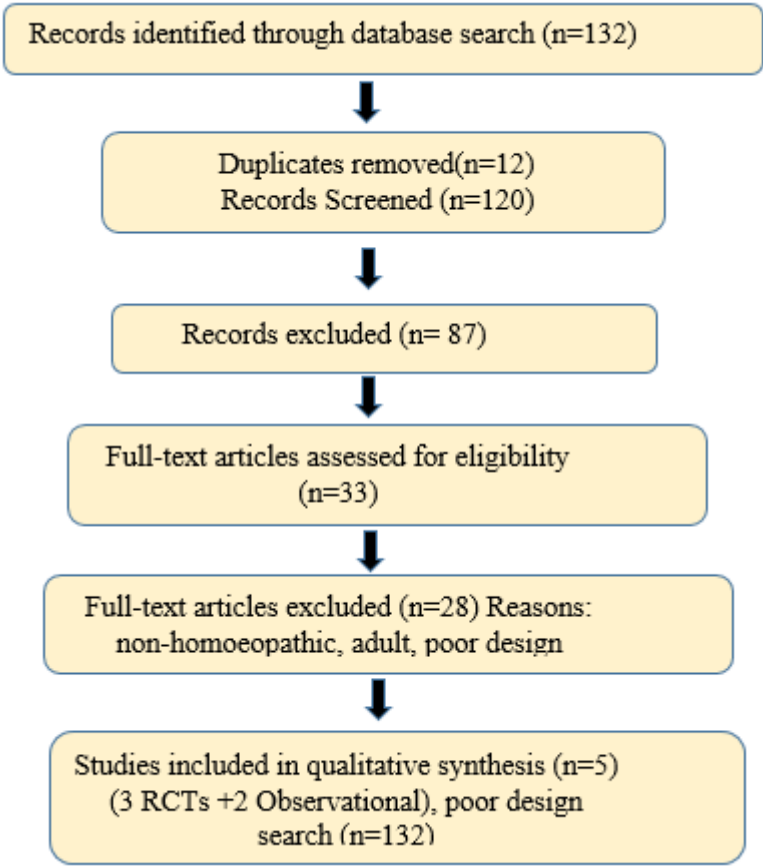 Records identified through database search (n=132)
Duplicates removed(n=12)
Records Screened (n=120)
Records excluded (n= 87)
Full-text articles assessed for eligibility
(n=33)
Full-text articles excluded (n=28) Reasons:
non-homoeopathic, adult, poor design
Studies included in qualitative synthesis (n=5)
(3 RCTs +2 Observational), poor design
search (n=132)